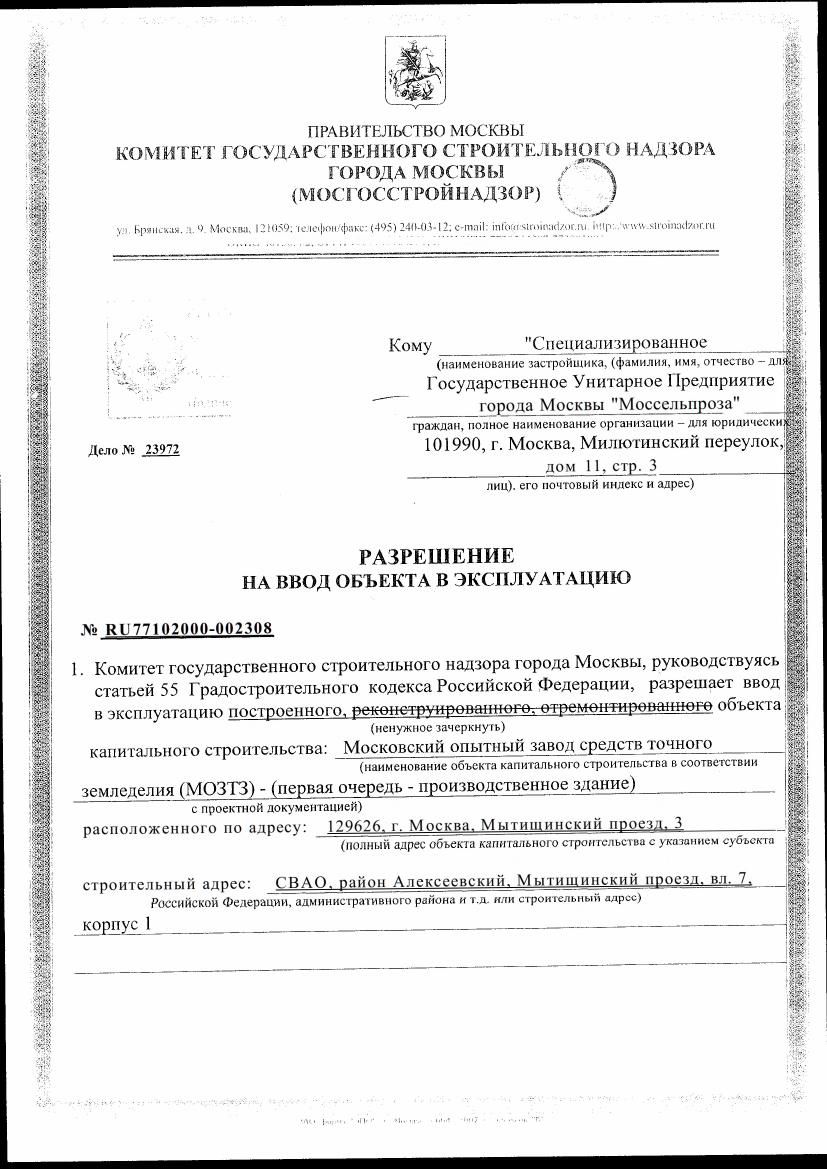 ПРАВИТЕЛЬСТВО МОСКВЫ
КОМИТЕТ ГОСУДАРСТВЕННОГО СТРОИТЕЛЬНОГО НАДЗОРА
ГОРОДА МОСКВЫ
(МОСГОССТРОЙНАДЗОР)
ул. Брянская, д. 9. Москва, 121059; телефон/факс: (495) 240-03-12; e-mail: info@stroinadzor.ru. http://www.stroinadzor.ru
Кому "Специализированное
(наименование застройщика, (фамилия, имя, отчество – для
Государственное Унитарное Предприятие
города Москвы "Моссельпроза"
граждан, полное наименование организации – для юридических
Дело № 23972
101990, г. Москва, Милютинский переулок,
дом 11, стр. 3
лиц). его почтовый индекс и адрес)
РАЗРЕШЕНИЕ
НА ВВОД ОБЪЕКТА В ЭКСПЛУАТАЦИЮ
№ RU77102000-002308
1. Комитет государственного строительного надзора города Москвы, руководствуясь
статьей 55 Градостроительного кодекса Российской Федерации, разрешает ввод
в эксплуатацию построенного, реконструированного, отремонтированного объекта
(ненужное зачеркнуть)
капитального строительства: Московский опытный завод средств точного
(наименование объекта капитального строительства в соответствии
земледелия (МОЗТЗ) - (первая очередь - производственное здание)
с проектной документацией)
расположенного по адресу: 129626, г. Москва, Мытищинский проезд, 3
(полный адрес объекта капитального строительства с указанием субъекта
строительный адрес: СВАО, район Алексеевский, Мытищинский проезд, вл. 7,
Российской Федерации, административного района и т.д. или строительный адрес)
корпус 1